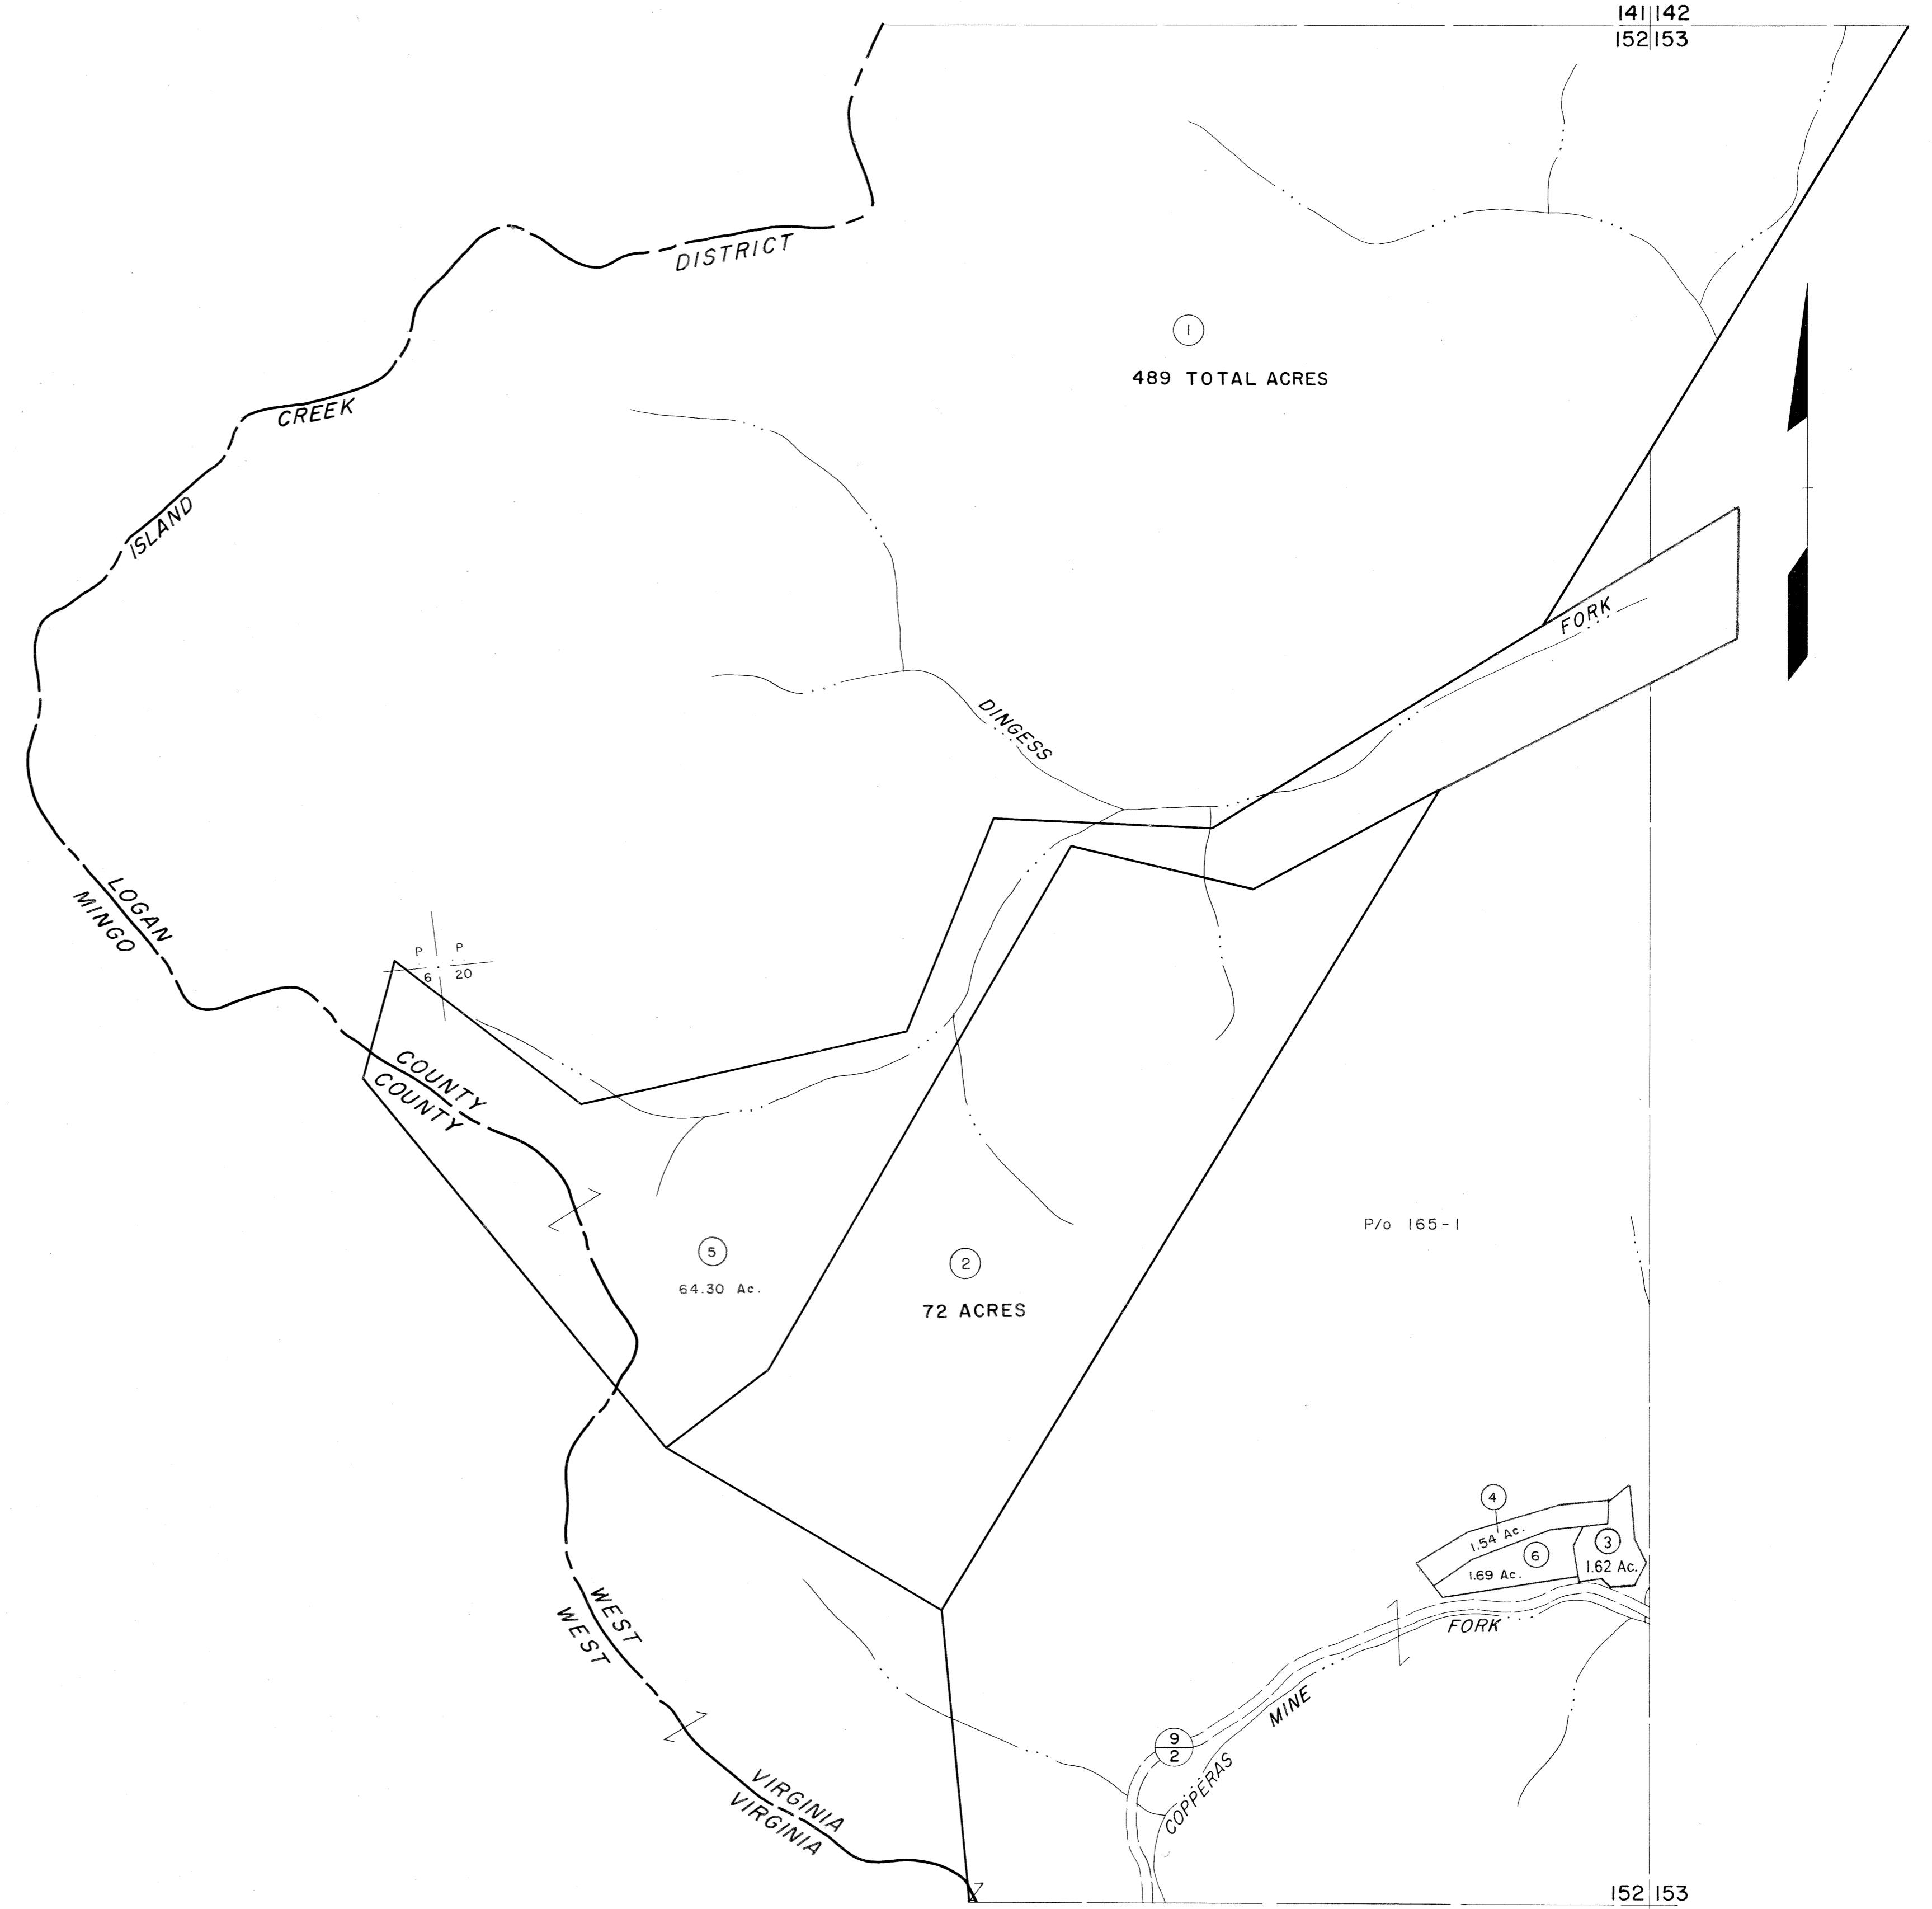 141 142
152 153
DISTRICT
1
489 TOTAL ACRES
CREEK
ISLAND
FORK
DINGESS
LOGAN
MINGO
P P
6 20
COUNTY
COUNTY
P/o 165-1
5
64.30 Ac.
2
72 ACRES
4
1.54 Ac.
3
1.62 Ac.
6
1.69 Ac.
FORK
WEST
WEST
MINE
9
2
COPPERAS
VIRGINIA
VIRGINIA
152 153